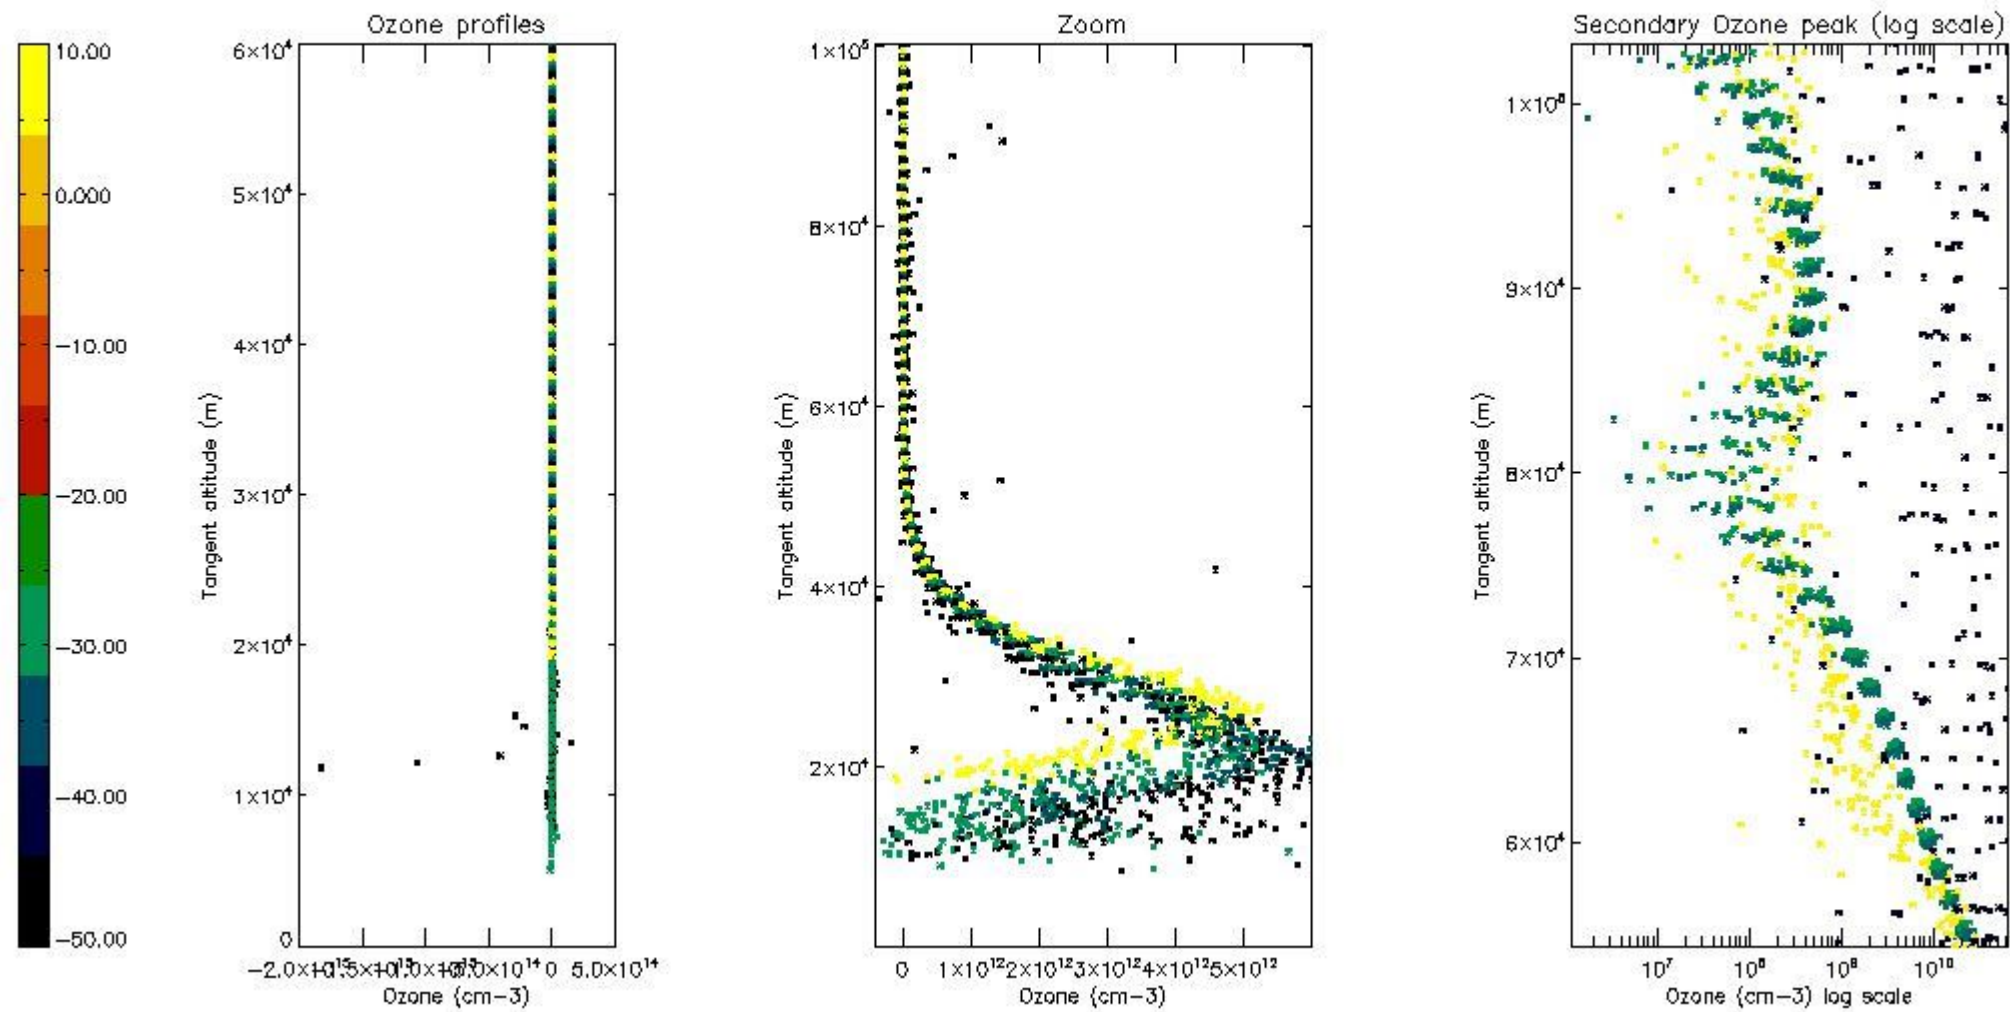 Ozone profiles
Zoom
Secondary Ozone peak (log scale)
10.00
0.000
−10.00
−20.00
−30.00
−40.00
−50.00
6×10⁴
5×10⁴
4×10⁴
3×10⁴
2×10⁴
1×10⁴
0
Tangent altitude (m)
0 5.0×10¹⁴
Ozone (cm−3)
1×10⁵
8×10⁴
6×10⁴
4×10⁴
2×10⁴
Tangent altitude (m)
0 1×10¹² 2×10¹² 3×10¹² 4×10¹² 5×10¹²
Ozone (cm−3)
9×10⁴
8×10⁴
7×10⁴
6×10⁴
Tangent altitude (m)
10⁷ 10⁸ 10⁹ 10¹⁰
Ozone (cm−3) log scale